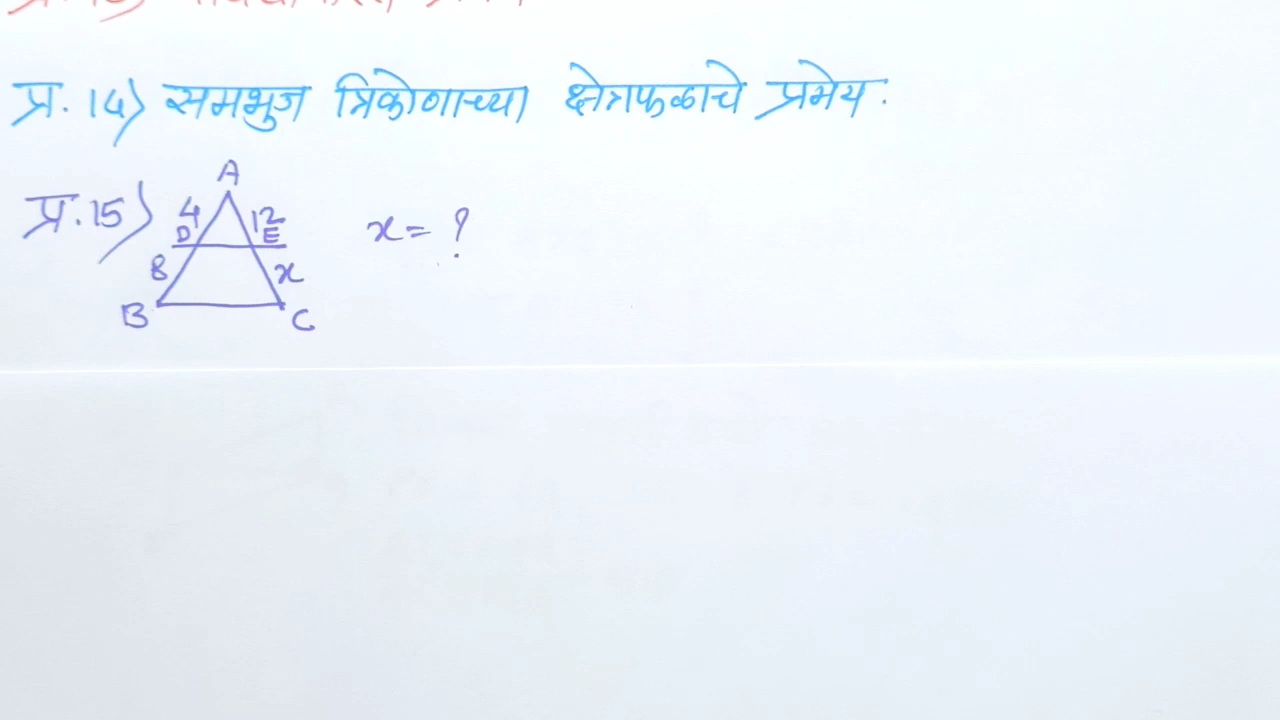 प्र. 14) समभुज त्रिकोणाच्या क्षेत्रफळाचे प्रमेय.
प्र. 15)
A
4 12
D E
x = ?
8 x
B C